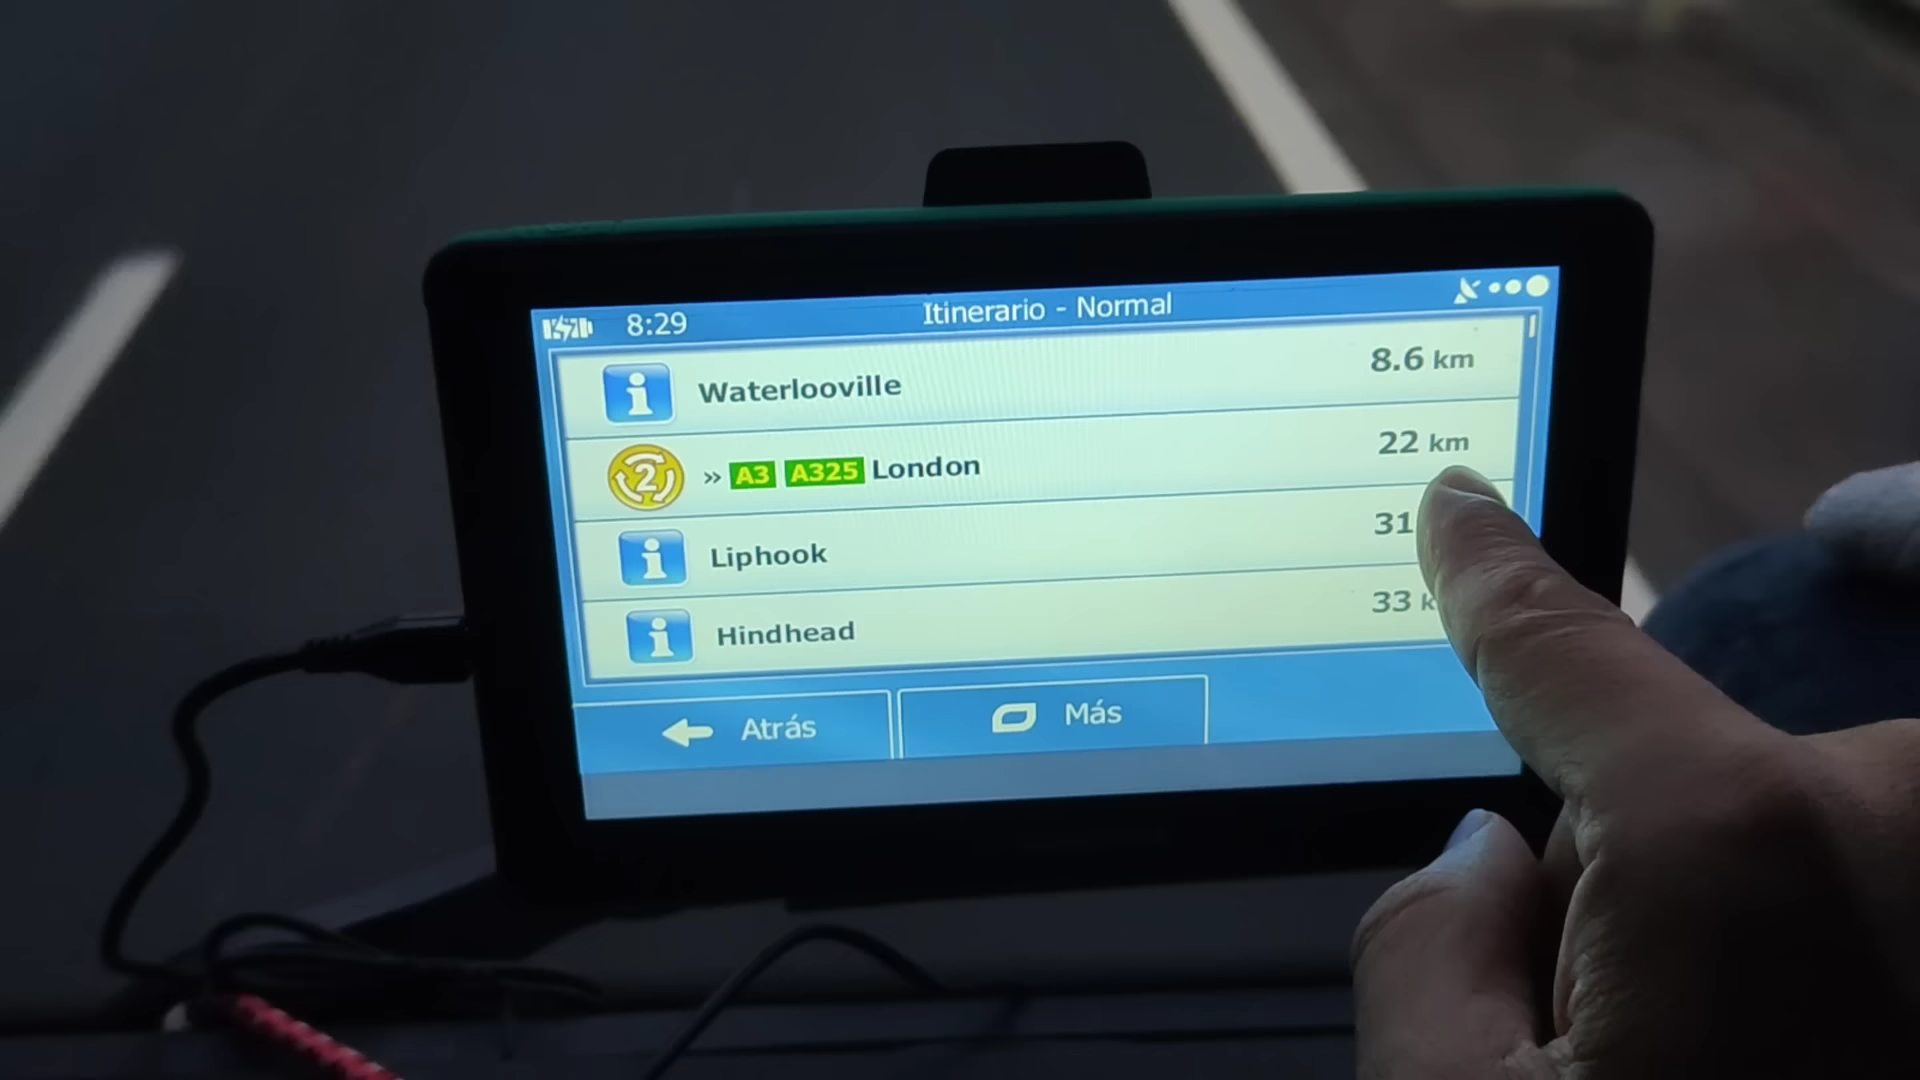 8:29 Itinerario - Normal
Waterlooville 8.6 km
2 » A3 A325 London 22 km
Liphook 31
Hindhead 33 k
Atrás Más